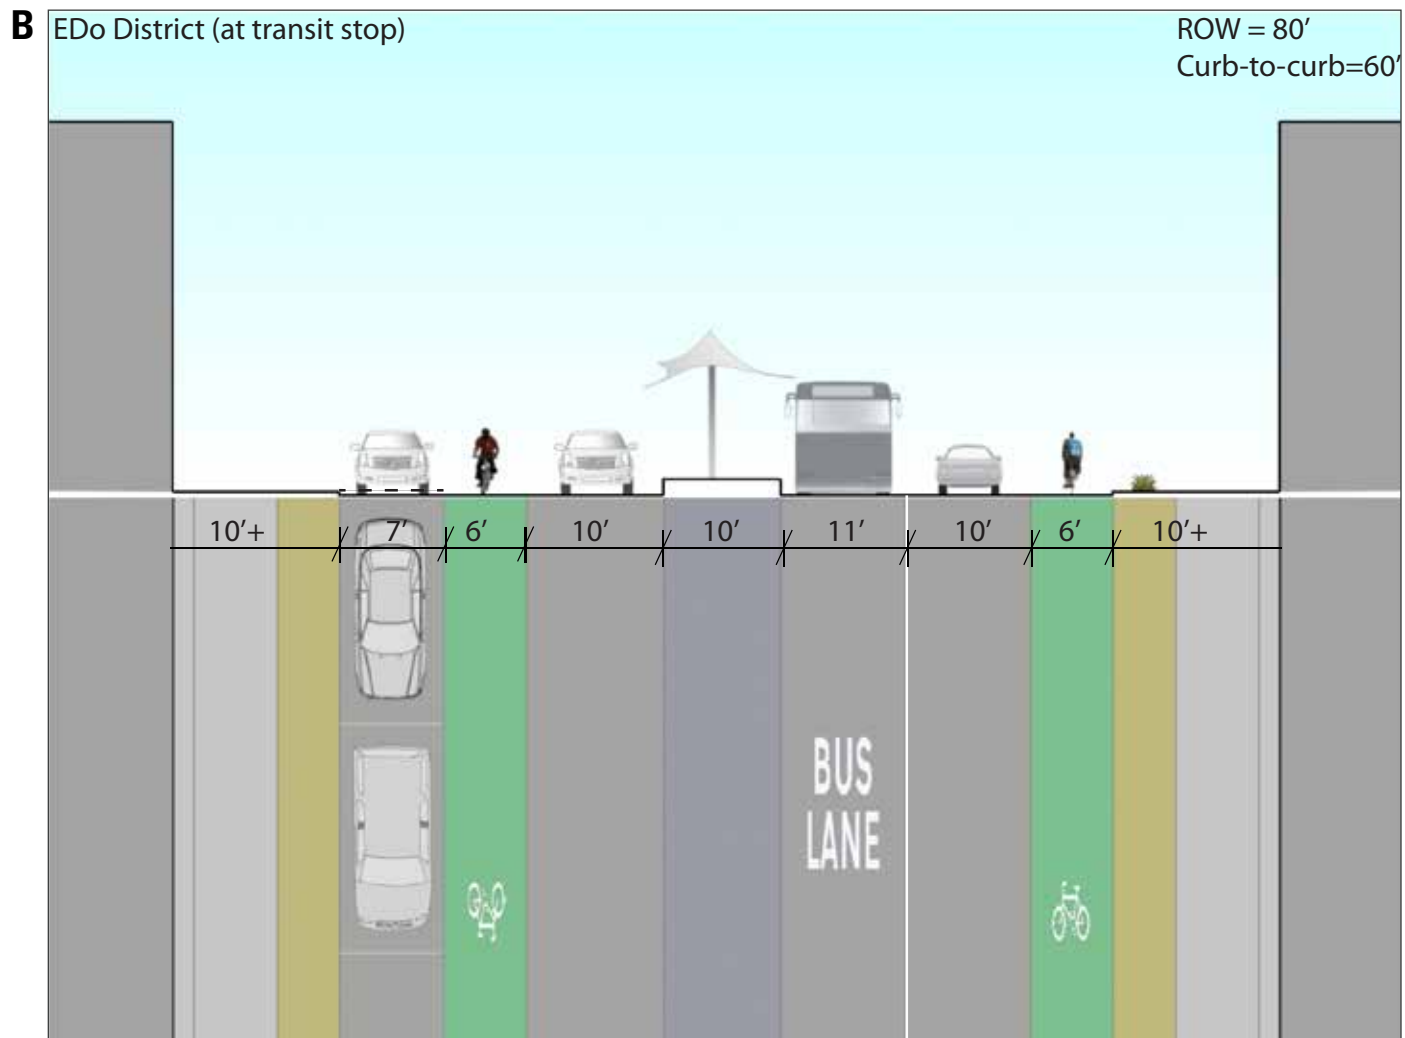 B
EDo District (at transit stop)
ROW = 80’
Curb-to-curb=60’
10’+ 7’ 6’ 10’ 10’ 11’ 10’ 6’ 10’+
BUS
LANE